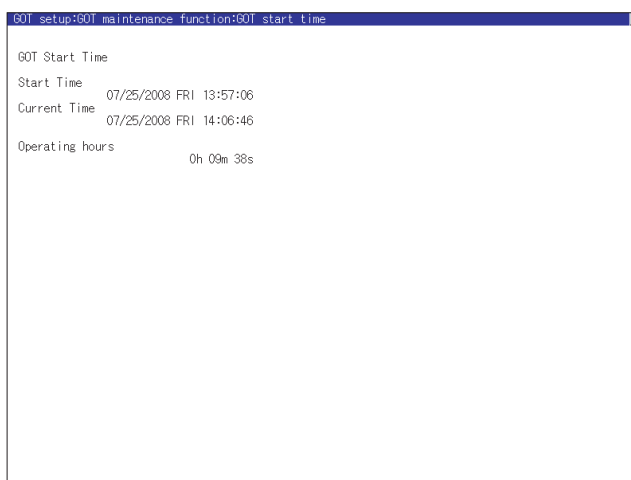 GOT setup:GOT maintenance function:GOT start time
GOT Start Time
Start Time
07/25/2008 FRI 13:57:06
Current Time
07/25/2008 FRI 14:06:46
Operating hours
0h 09m 38s